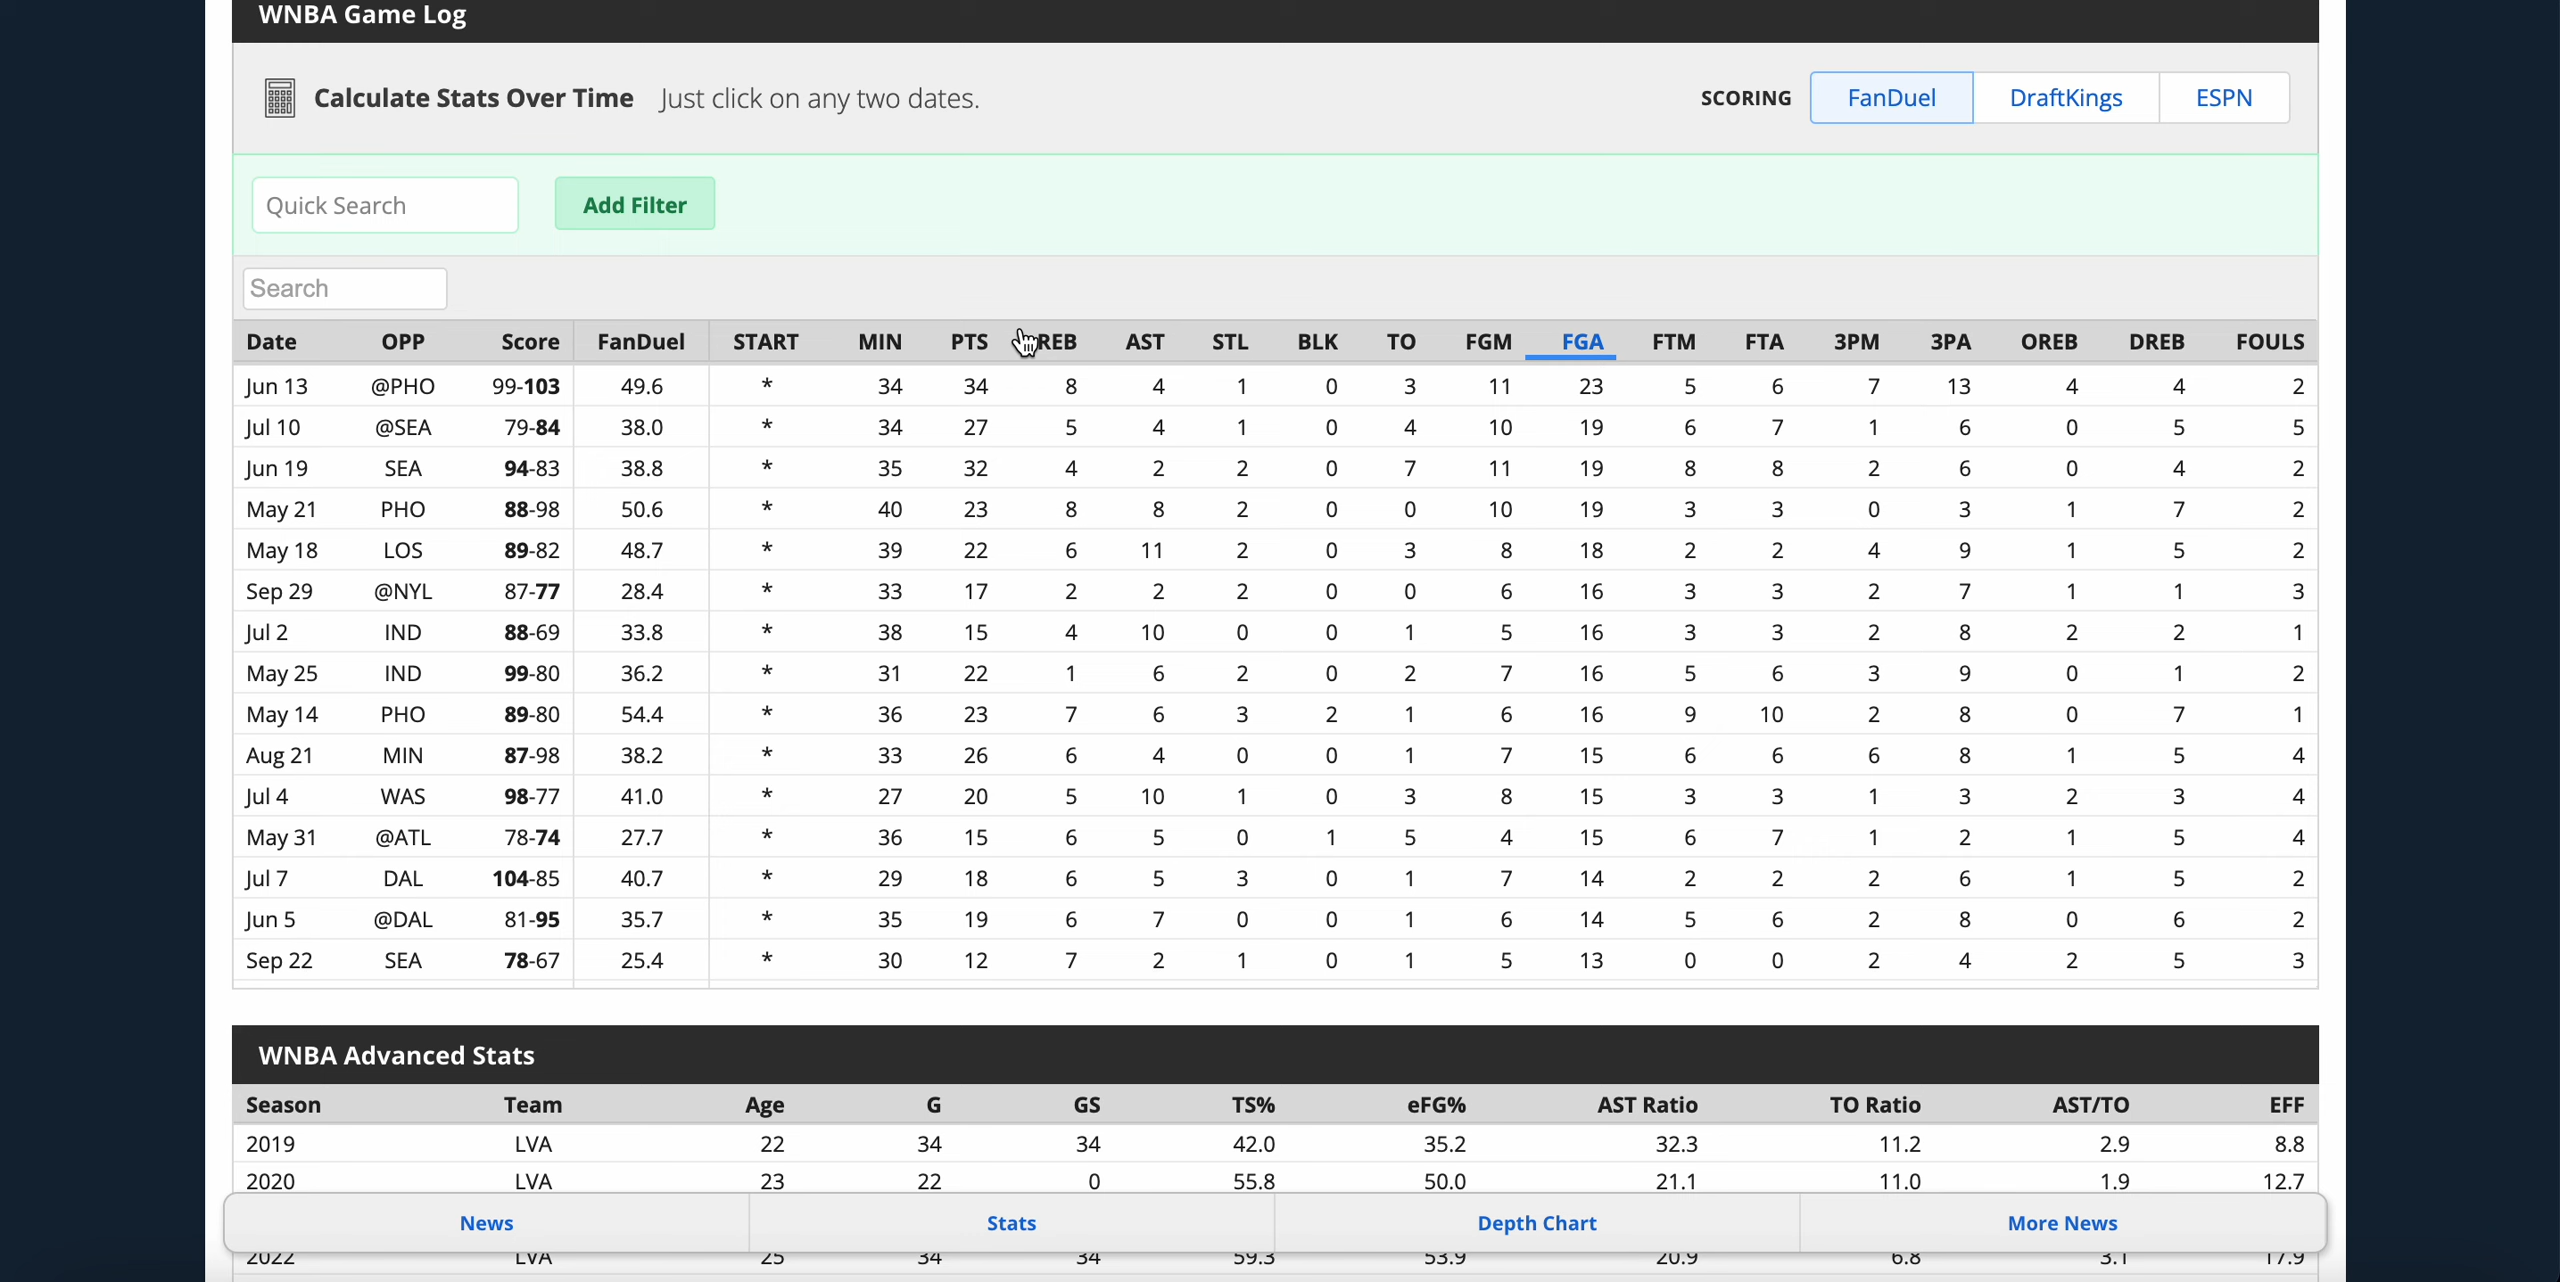 WNBA Game Log
Calculate Stats Over Time Just click on any two dates. SCORING FanDuel DraftKings ESPN
Quick Search Add Filter
Search
Date OPP Score FanDuel START MIN PTS REB AST STL BLK TO FGM FGA FTM FTA 3PM 3PA OREB DREB FOULS
Jun 13 @PHO 99-103 49.6 * 34 34 8 4 1 0 3 11 23 5 6 7 13 4 4 2
Jul 10 @SEA 79-84 38.0 * 34 27 5 4 1 0 4 10 19 6 7 1 6 0 5 5
Jun 19 SEA 94-83 38.8 * 35 32 4 2 2 0 7 11 19 8 8 2 6 0 4 2
May 21 PHO 88-98 50.6 * 40 23 8 8 2 0 0 10 19 3 3 0 3 1 7 2
May 18 LOS 89-82 48.7 * 39 22 6 11 2 0 3 8 18 2 2 4 9 1 5 2
Sep 29 @NYL 87-77 28.4 * 33 17 2 2 2 0 0 6 16 3 3 2 7 1 1 3
Jul 2 IND 88-69 33.8 * 38 15 4 10 0 0 1 5 16 3 3 2 8 2 2 1
May 25 IND 99-80 36.2 * 31 22 1 6 2 0 2 7 16 5 6 3 9 0 1 2
May 14 PHO 89-80 54.4 * 36 23 7 6 3 2 1 6 16 9 10 2 8 0 7 1
Aug 21 MIN 87-98 38.2 * 33 26 6 4 0 0 1 7 15 6 6 6 8 1 5 4
Jul 4 WAS 98-77 41.0 * 27 20 5 10 1 0 3 8 15 3 3 1 3 2 3 4
May 31 @ATL 78-74 27.7 * 36 15 6 5 0 1 5 4 15 6 7 1 2 1 5 4
Jul 7 DAL 104-85 40.7 * 29 18 6 5 3 0 1 7 14 2 2 2 6 1 5 2
Jun 5 @DAL 81-95 35.7 * 35 19 6 7 0 0 1 6 14 5 6 2 8 0 6 2
Sep 22 SEA 78-67 25.4 * 30 12 7 2 1 0 1 5 13 0 0 2 4 2 5 3
WNBA Advanced Stats
Season Team Age G GS TS% eFG% AST Ratio TO Ratio AST/TO EFF
2019 LVA 22 34 34 42.0 35.2 32.3 11.2 2.9 8.8
2020 LVA 23 22 0 55.8 50.0 21.1 11.0 1.9 12.7
News Stats Depth Chart More News
2022 LVA 25 34 34 59.3 53.9 20.9 6.8 3.1 17.9